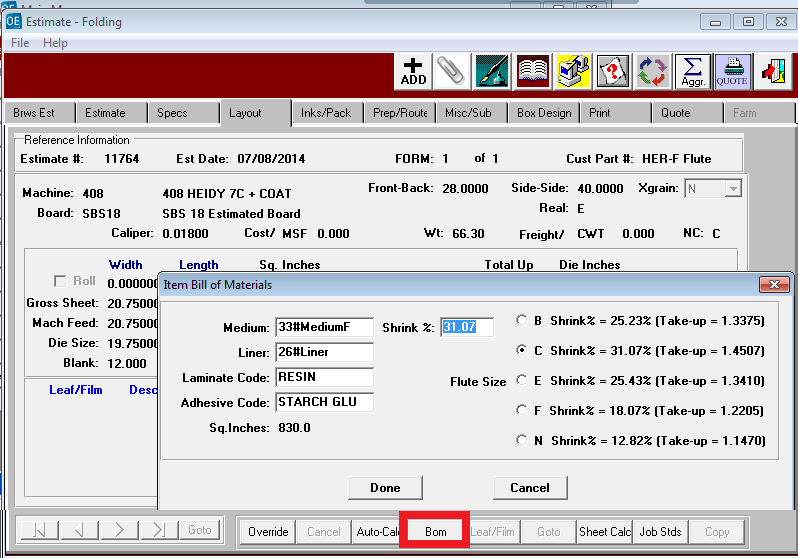 OE Estimate - Folding
File Help
ADD
Aggr.
QUOTE
Brws Est Estimate Specs Layout Inks/Pack Prep/Route Misc/Sub Box Design Print Quote Farm
Reference Information
Estimate #: 11764 Est Date: 07/08/2014 FORM: 1 of 1 Cust Part #: HER-F Flute
Machine: 408 408 HEIDY 7C + COAT Front-Back: 28.0000 Side-Side: 40.0000 Xgrain: N
Board: SBS18 SBS 18 Estimated Board Real: E
Caliper: 0.01800 Cost/ MSF 0.000 Wt: 66.30 Freight/ CWT 0.000 NC: C
Width Length Sq. Inches Total Up Die Inches
Roll 0.000000
Gross Sheet: 20.75000
Mach Feed: 20.75000
Die Size: 19.75000
Blank: 12.000
Leaf/Film
Item Bill of Materials
Medium: 33#MediumF Shrink %: 31.07
Liner: 26#Liner
Laminate Code: RESIN
Adhesive Code: STARCH GLU
Sq.Inches: 830.0
Flute Size
B Shrink% = 25.23% (Take-up = 1.3375)
C Shrink% = 31.07% (Take-up = 1.4507)
E Shrink% = 25.43% (Take-up = 1.3410)
F Shrink% = 18.07% (Take-up = 1.2205)
N Shrink% = 12.82% (Take-up = 1.1470)
Done Cancel
Goto Override Cancel Auto-Calc Bom Leaf/Film Goto Sheet Calc Job Stds Copy